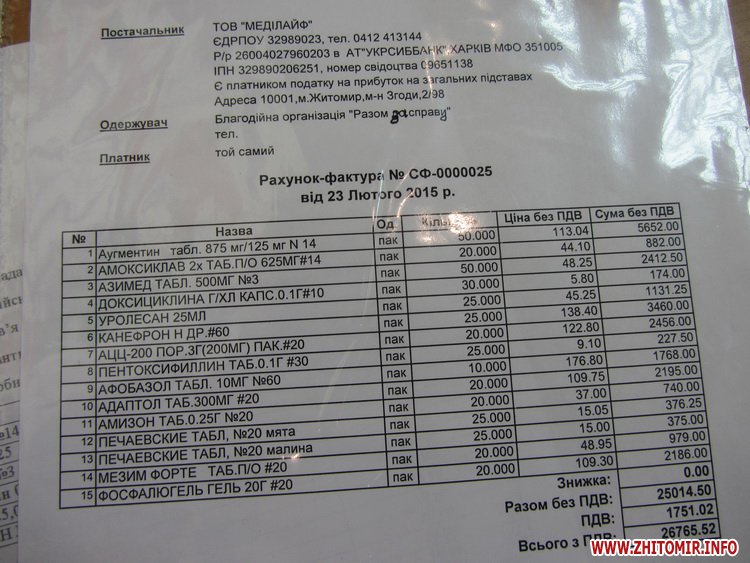 Постачальник ТОВ "МЕДІЛАЙФ"
ЄДРПОУ 32989023, тел. 0412 413144
Р/р 26004027960203 в АТ"УКРСИББАНК" ХАРКІВ МФО 351005
ІПН 329890206251, номер свідоцтва 09651138
Є платником податку на прибуток на загальних підставах
Адреса 10001,м.Житомир,м-н Згоди,2/98
Одержувач Благодійна організація "Разом за справу"
тел.
Платник той самий
Рахунок-фактура № СФ-0000025
від 23 Лютого 2015 р.
№ Назва Од. Ціна без ПДВ Сума без ПДВ
1 Аугментин табл. 875 мг/125 мг N 14 пак 50.000 113.04 5652.00
2 АМОКСИКЛАВ 2х ТАБ.П/О 625МГ#14 пак 20.000 44.10 882.00
3 АЗИМЕД ТАБЛ. 500МГ №3 пак 50.000 48.25 2412.50
4 ДОКСИЦИКЛИНА Г/ХЛ КАПС.0.1Г#10 пак 30.000 5.80 174.00
5 УРОЛЕСАН 25МЛ пак 25.000 45.25 1131.25
6 КАНЕФРОН Н ДР.#60 пак 25.000 138.40 3460.00
7 АЦЦ-200 ПОР.3Г(200МГ) ПАК.#20 пак 20.000 122.80 2456.00
8 ПЕНТОКСИФИЛЛИН ТАБ.0.1Г #30 пак 25.000 9.10 227.50
9 АФОБАЗОЛ ТАБЛ. 10МГ №60 пак 10.000 176.80 1768.00
10 АДАПТОЛ ТАБ.300МГ #20 пак 20.000 109.75 2195.00
11 АМИЗОН ТАБ.0.25Г №20 пак 20.000 37.00 740.00
12 ПЕЧАЕВСКИЕ ТАБЛ, №20 мята пак 25.000 15.05 376.25
13 ПЕЧАЕВСКИЕ ТАБЛ, №20 малина пак 25.000 15.00 375.00
14 МЕЗИМ ФОРТЕ ТАБ.П/О #20 пак 20.000 48.95 979.00
15 ФОСФАЛЮГЕЛЬ ГЕЛЬ 20Г #20 пак 20.000 109.30 2186.00
Знижка: 0.00
Разом без ПДВ: 25014.50
ПДВ: 1751.02
Всього з ПДВ: 26765.52
WWW.ZHITOMIR.INFO